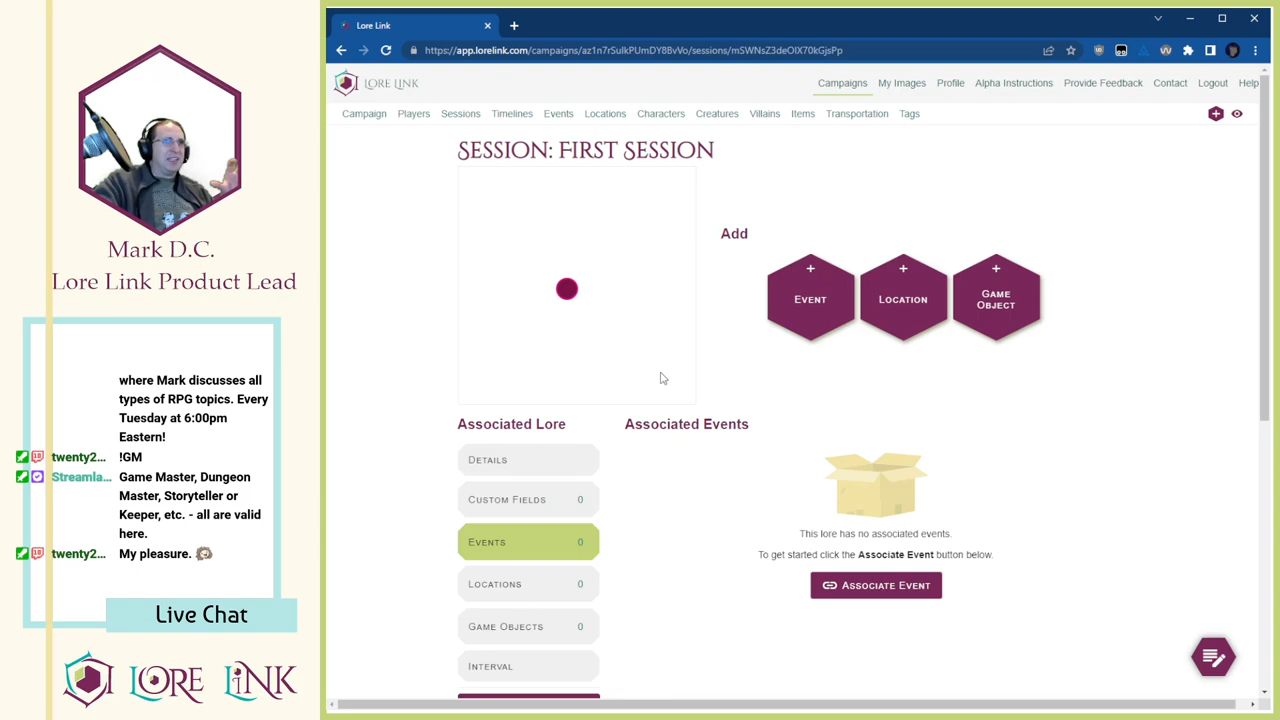 Mark D.C.
Lore Link Product Lead
where Mark discusses all
types of RPG topics. Every
Tuesday at 6:00pm
Eastern!
twenty2... !GM
Streamla... Game Master, Dungeon
Master, Storyteller or
Keeper, etc. - all are valid
here.
twenty2... My pleasure.
Live Chat
LORE LINK
Lore Link
https://app.lorelink.com/campaigns/az1n7rSulkPUmDY8BvVo/sessions/mSWNsZ3deOlX70kGjsPp
LORE LINK
Campaigns My Images Profile Alpha Instructions Provide Feedback Contact Logout Help
Campaign Players Sessions Timelines Events Locations Characters Creatures Villains Items Transportation Tags
SESSION: FIRST SESSION
Add
+ EVENT
+ LOCATION
+ GAME
OBJECT
Associated Lore
DETAILS
CUSTOM FIELDS 0
EVENTS 0
LOCATIONS 0
GAME OBJECTS 0
INTERVAL
Associated Events
This lore has no associated events.
To get started click the Associate Event button below.
ASSOCIATE EVENT